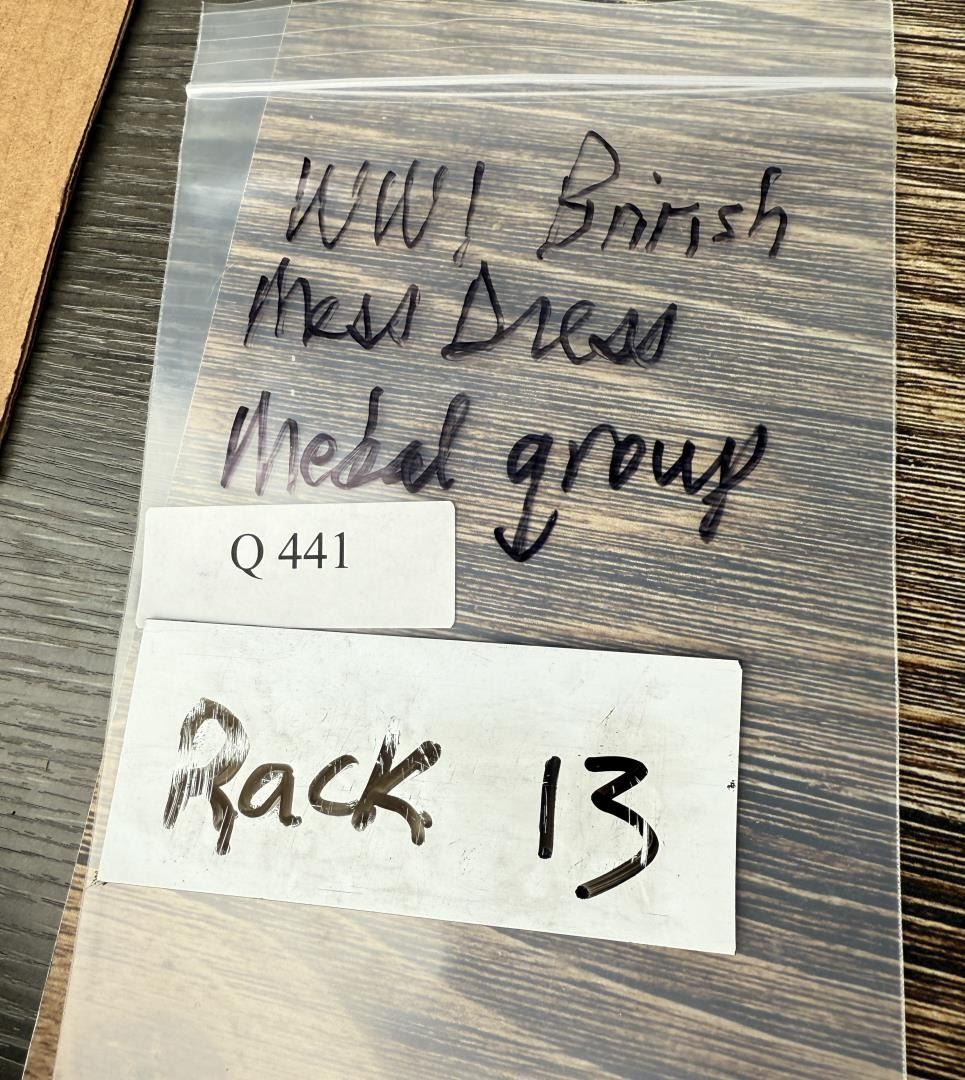 WW1 British
Mess Dress
Medal group
Q 441
Rack 13